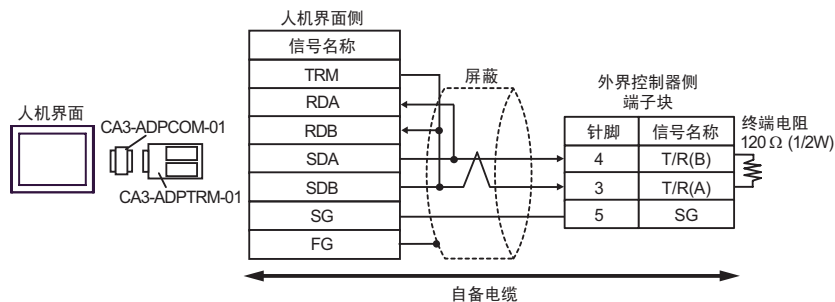 人机界面
CA3-ADPCOM-01
CA3-ADPTRM-01
人机界面侧
信号名称
TRM
RDA
RDB
SDA
SDB
SG
FG
屏蔽
外界控制器侧
端子块
针脚 信号名称
4 T/R(B)
3 T/R(A)
5 SG
终端电阻
120 Ω (1/2W)
自备电缆